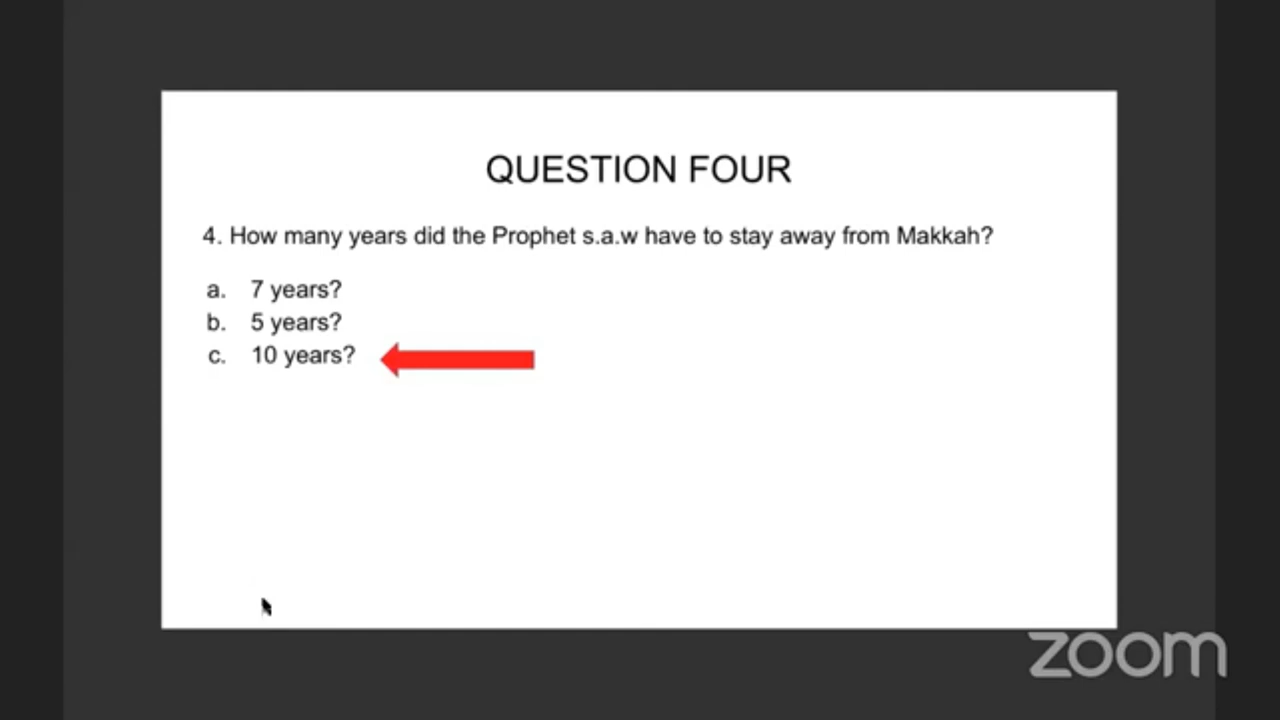 QUESTION FOUR
4. How many years did the Prophet s.a.w have to stay away from Makkah?
a. 7 years?
b. 5 years?
c. 10 years?
zoom